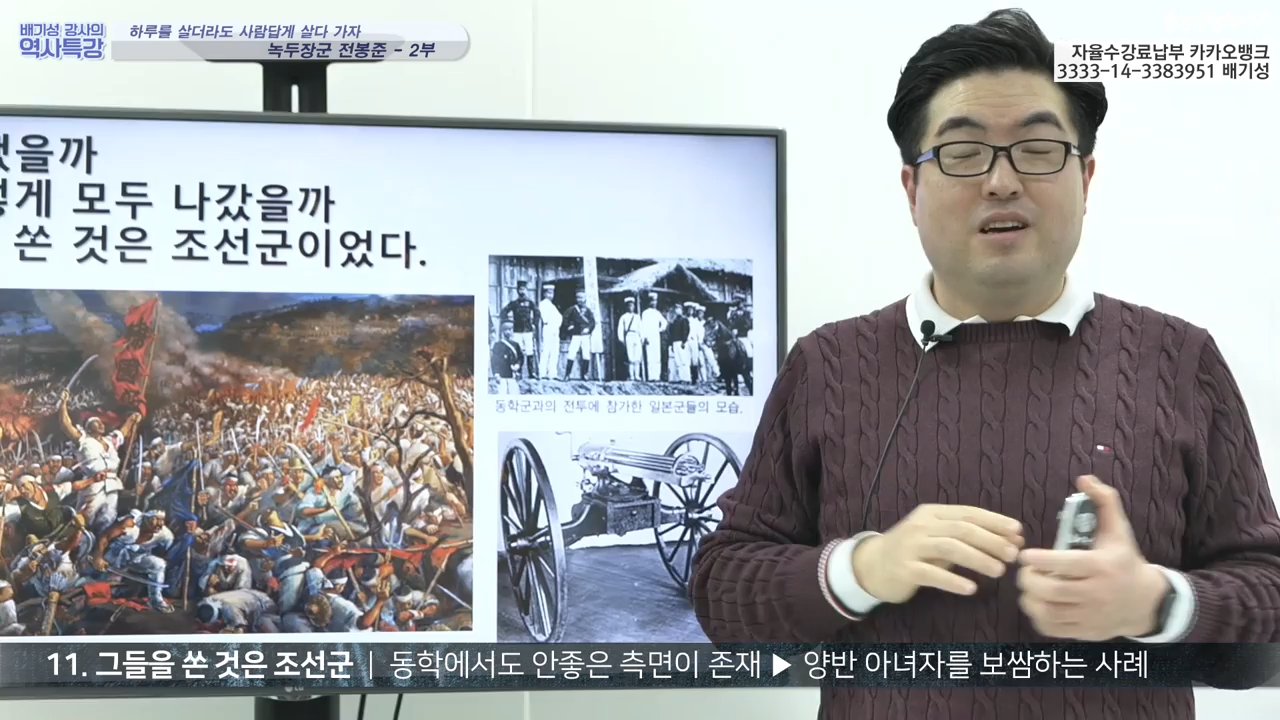 배기성 강사의
역사특강
하루를 살더라도 사람답게 살다 가자
녹두장군 전봉준 - 2부
자율수강료납부 카카오뱅크
3333-14-3383951 배기성
했을까
게 모두 나갔을까
쏜 것은 조선군이었다.
동학군과의 전투에 참가한 일본군들의 모습.
11. 그들을 쏜 것은 조선군 | 동학에서도 안좋은 측면이 존재 ▶ 양반 아녀자를 보쌈하는 사례
LG